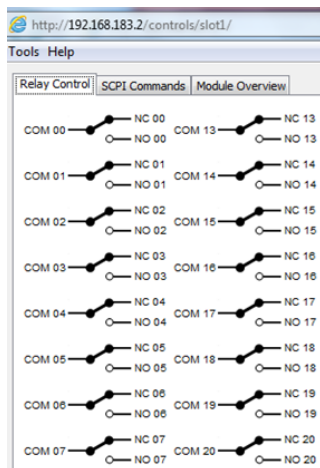 http://192.168.183.2/controls/slot1/
Tools Help
Relay Control SCPI Commands Module Overview
NC 00 NC 13
COM 00 COM 13
NO 00 NO 13
NC 01 NC 14
COM 01 COM 14
NO 01 NO 14
NC 02 NC 15
COM 02 COM 15
NO 02 NO 15
NC 03 NC 16
COM 03 COM 16
NO 03 NO 16
NC 04 NC 17
COM 04 COM 17
NO 04 NO 17
NC 05 NC 18
COM 05 COM 18
NO 05 NO 18
NC 06 NC 19
COM 06 COM 19
NO 06 NO 19
NC 07 NC 20
COM 07 COM 20
NO 07 NO 20